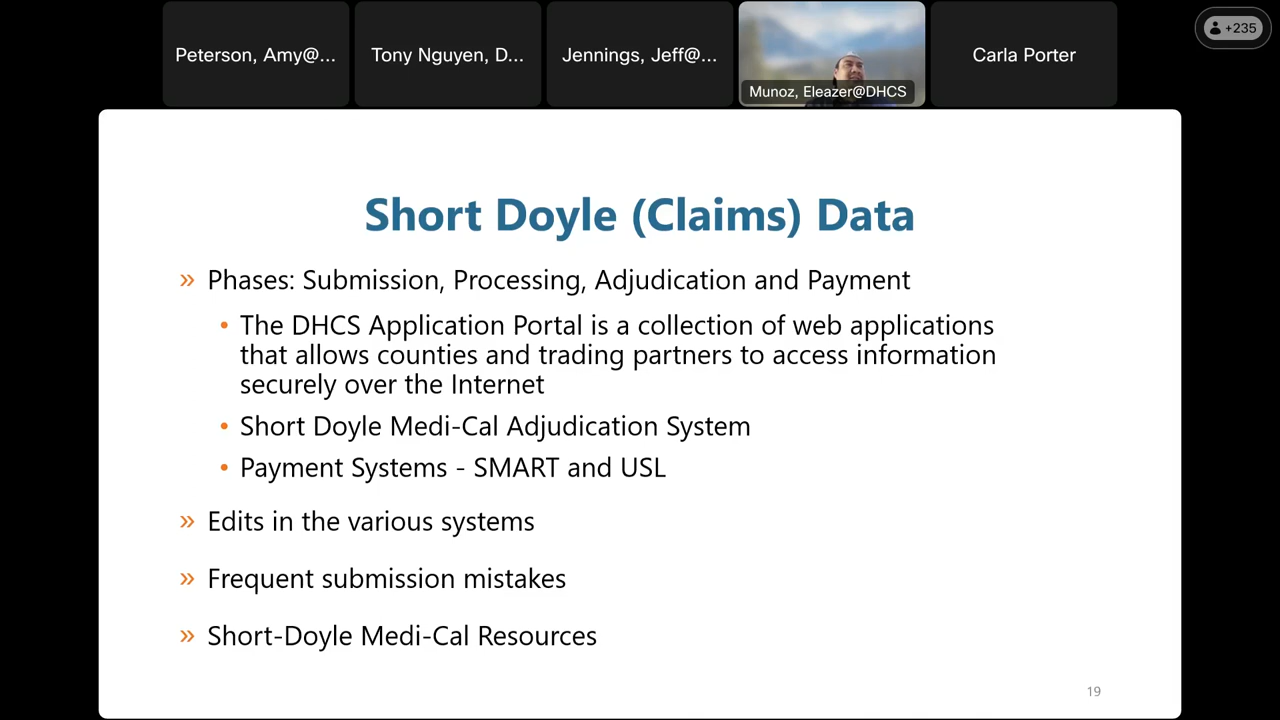 Peterson, Amy@...
Tony Nguyen, D...
Jennings, Jeff@...
Munoz, Eleazer@DHCS
Carla Porter
+235
Short Doyle (Claims) Data
» Phases: Submission, Processing, Adjudication and Payment
• The DHCS Application Portal is a collection of web applications
that allows counties and trading partners to access information
securely over the Internet
• Short Doyle Medi-Cal Adjudication System
• Payment Systems - SMART and USL
» Edits in the various systems
» Frequent submission mistakes
» Short-Doyle Medi-Cal Resources
19